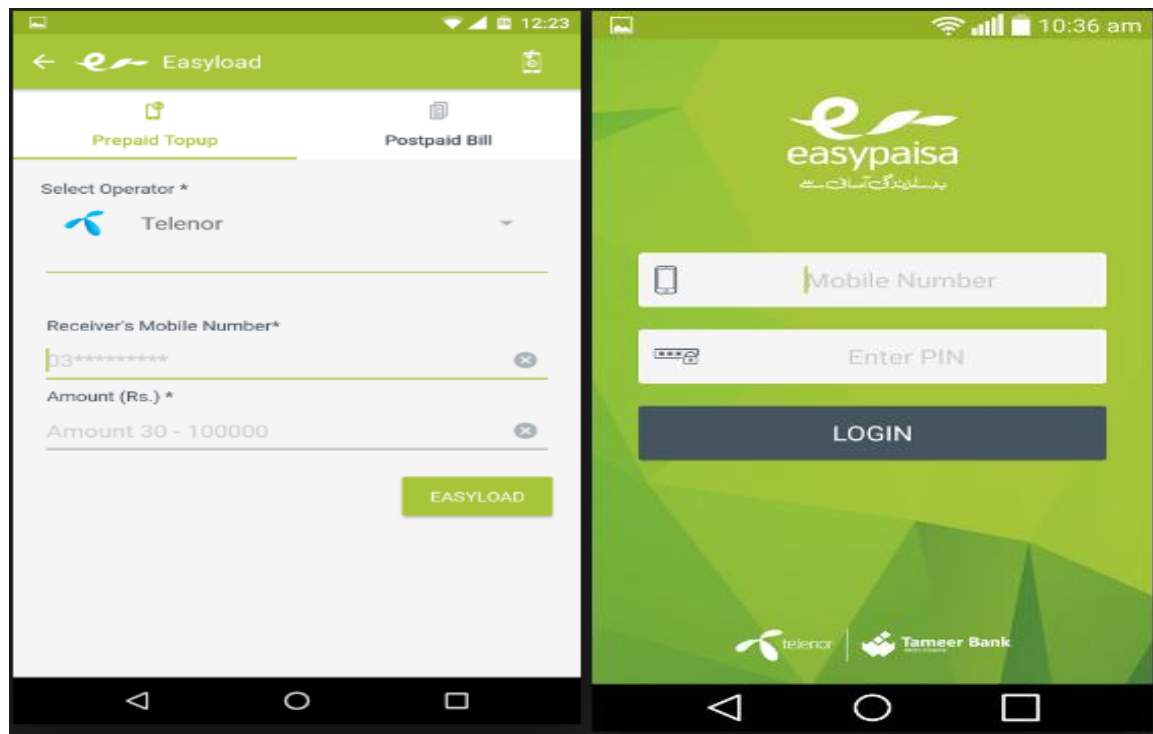 12:23
Easyload
Prepaid Topup
Postpaid Bill
Select Operator *
Telenor
Receiver's Mobile Number*
03*********
Amount (Rs.) *
Amount 30 - 100000
EASYLOAD
10:36 am
easypaisa
Mobile Number
Enter PIN
LOGIN
telenor
Tameer Bank